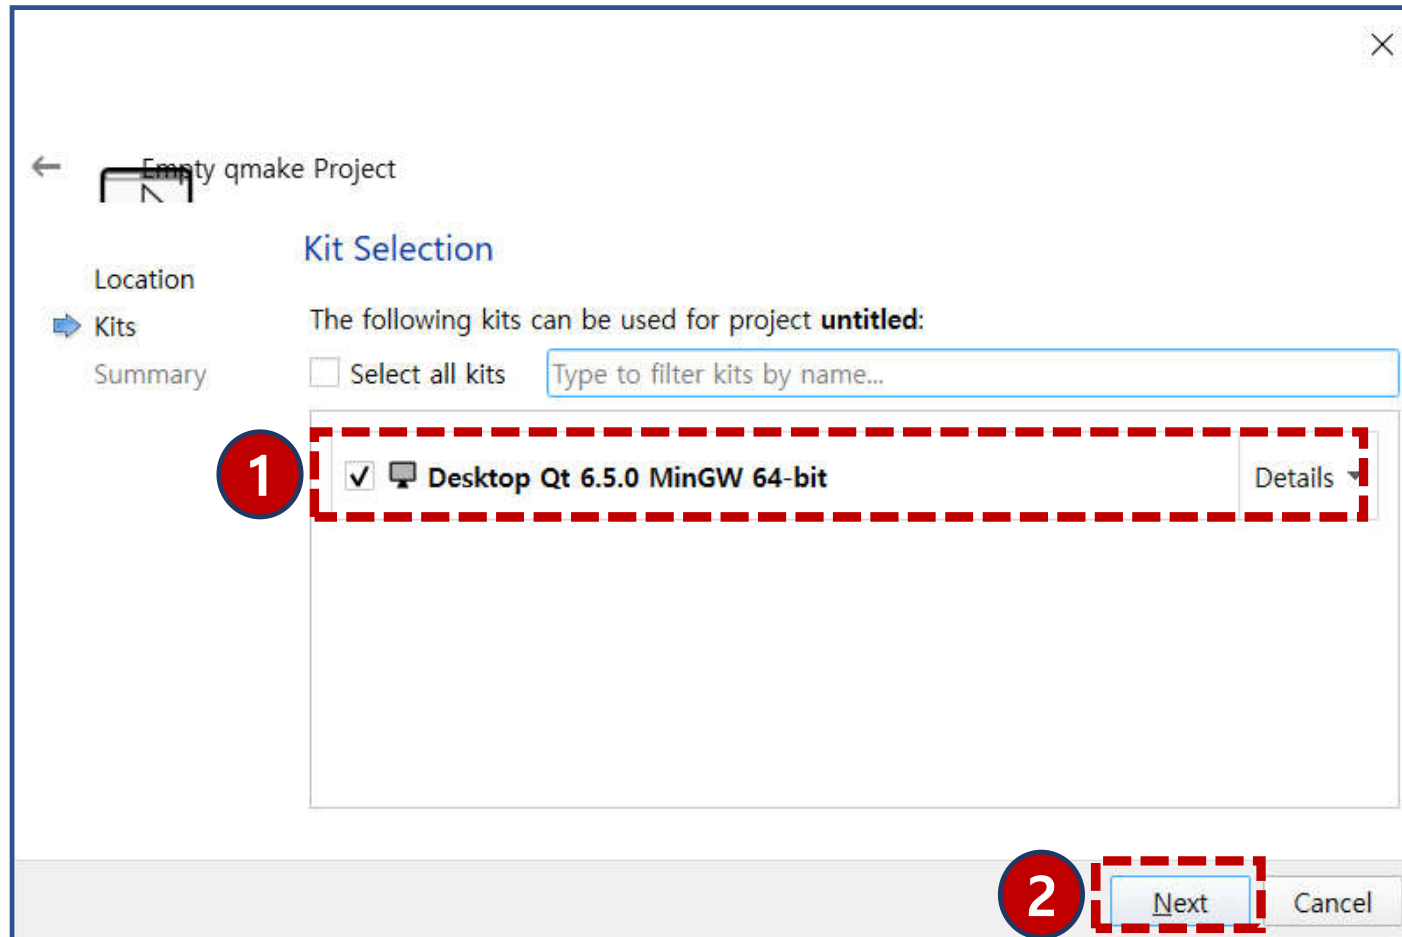 Empty qmake Project
Kit Selection
Location
Kits
Summary
The following kits can be used for project untitled:
Select all kits
Type to filter kits by name...
1
Desktop Qt 6.5.0 MinGW 64-bit
Details
2
Next
Cancel